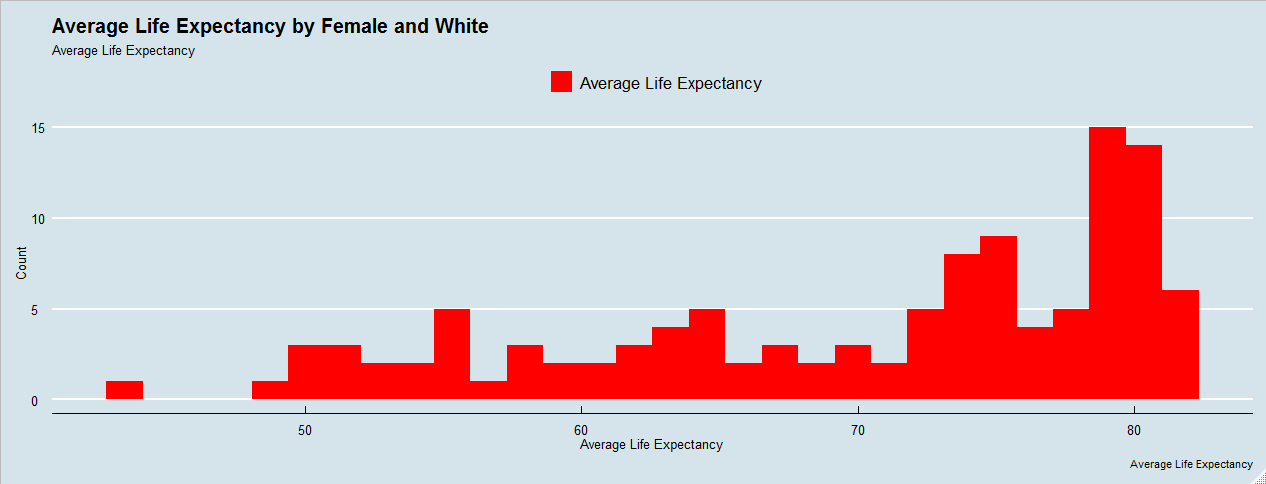 Average Life Expectancy by Female and White
Average Life Expectancy
Average Life Expectancy
15
10
5
0
Count
50 60 70 80
Average Life Expectancy
Average Life Expectancy